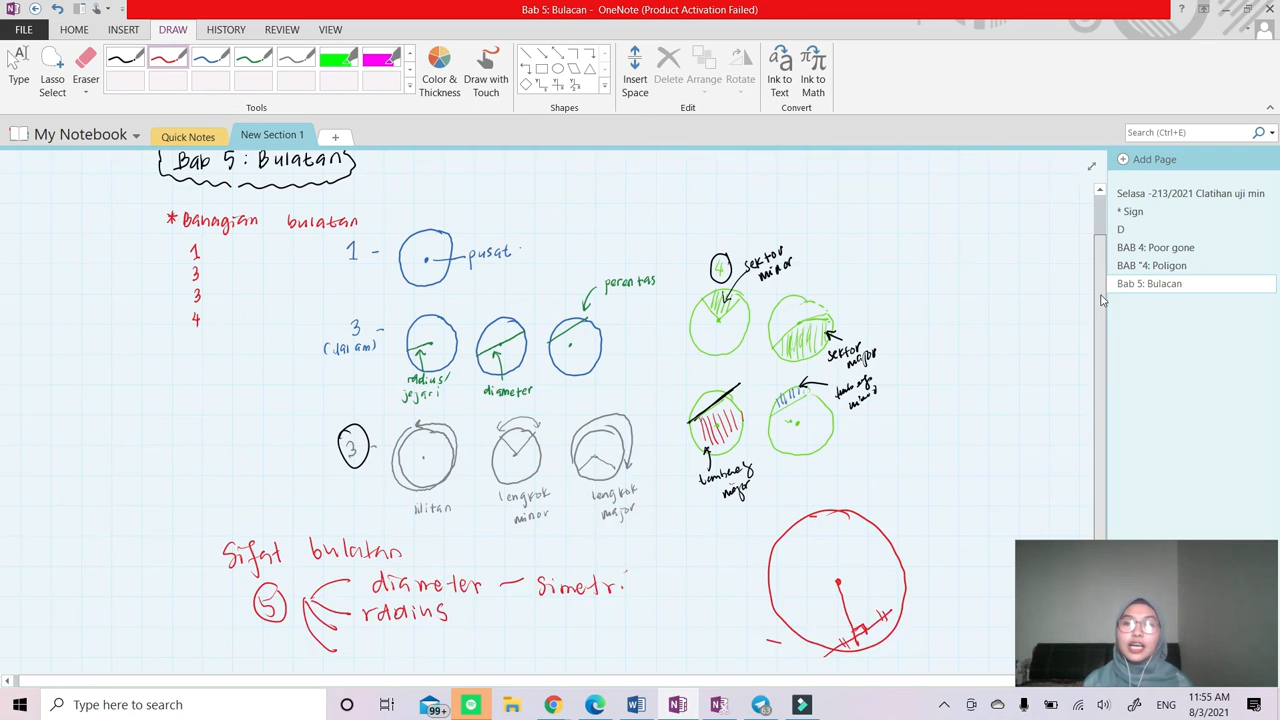 Bab 5: Bulacan - OneNote (Product Activation Failed)
FILE HOME INSERT DRAW HISTORY REVIEW VIEW
Type
Lasso Select
Eraser
Color & Thickness
Draw with Touch
Insert Space
Delete
Arrange
Rotate
Ink to Text
Ink to Math
Tools
Shapes
Edit
Convert
My Notebook
Quick Notes
New Section 1
Search (Ctrl+E)
Add Page
Selasa -213/2021 Clatihan uji min
* Sign
D
BAB 4: Poor gone
BAB "4: Poligon
Bab 5: Bulacan
Bab 5: Bulatan
*Bahagian bulatan
1
3
3
4
1 - pusat
3 -
(dalam)
radius/
jejari
diameter
perentas
3 -
lilitan
lengkok
minor
lengkok
major
4
sektor
minor
sektor
major
major
Sifat bulatan
5
diameter - simetri
radius
Type here to search
99+
ENG
11:55 AM
8/3/2021